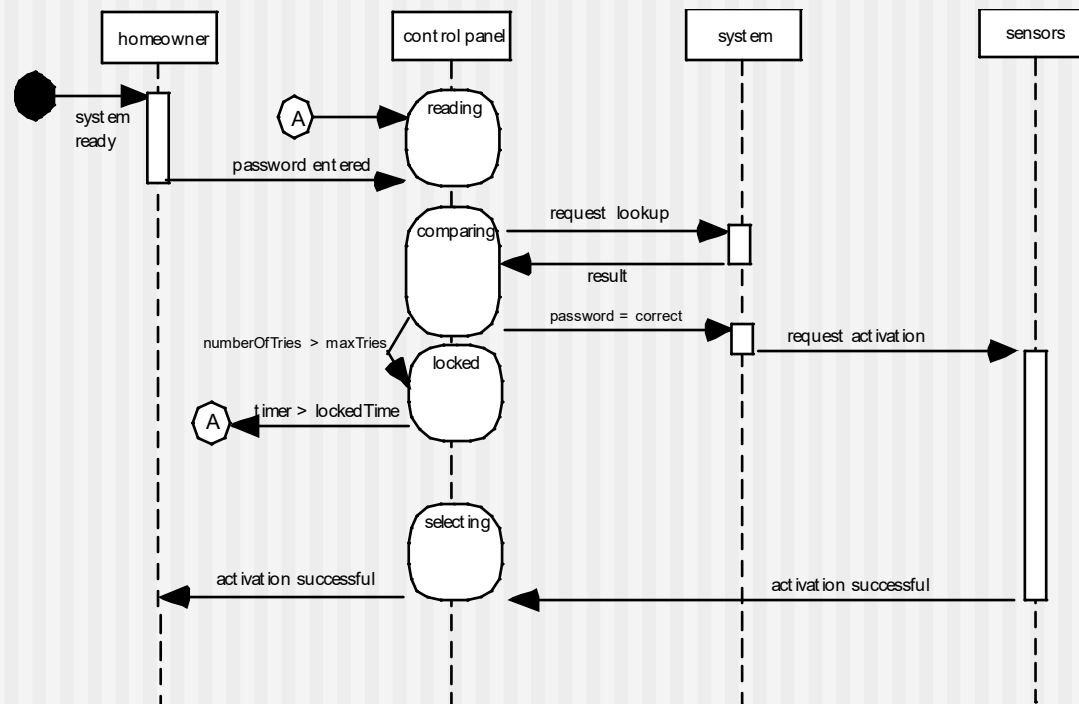 homeowner
control panel
system
sensors
reading
A
system
ready
password entered
request lookup
comparing
result
password = correct
request activation
numberOfTries > maxTries
locked
A
timer > lockedTime
selecting
activation successful
activation successful